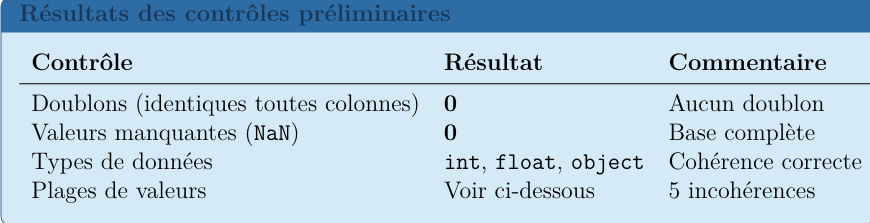 Résultats des contrôles préliminaires
Contrôle Résultat Commentaire
Doublons (identiques toutes colonnes) 0 Aucun doublon
Valeurs manquantes (NaN) 0 Base complète
Types de données int, float, object Cohérence correcte
Plages de valeurs Voir ci-dessous 5 incohérences